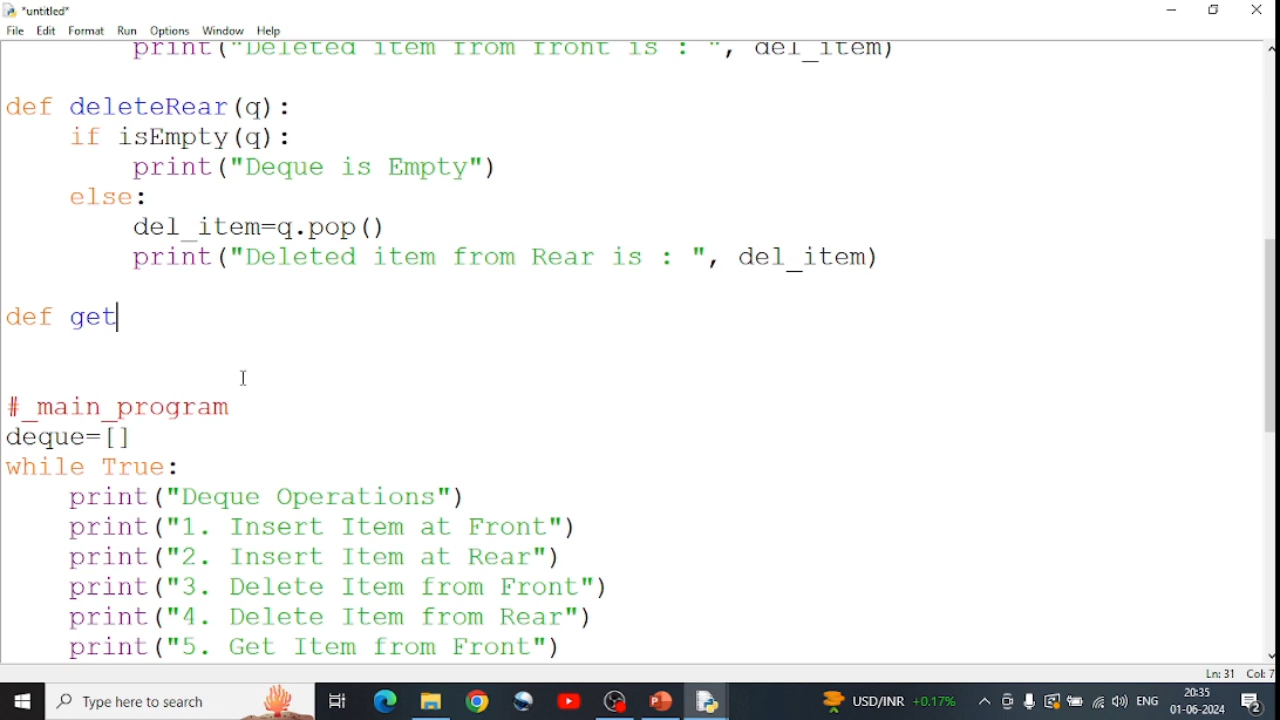 *untitled*
File Edit Format Run Options Window Help
print("Deleted item from front is : ", del_item)
def deleteRear(q):
if isEmpty(q):
print("Deque is Empty")
else:
del_item=q.pop()
print("Deleted item from Rear is : ", del_item)
def get
#_main_program
deque=[]
while True:
print("Deque Operations")
print("1. Insert Item at Front")
print("2. Insert Item at Rear")
print("3. Delete Item from Front")
print("4. Delete Item from Rear")
print("5. Get Item from Front")
Ln: 31 Col: 7
Type here to search
USD/INR +0.17%
ENG
20:35
01-06-2024
2